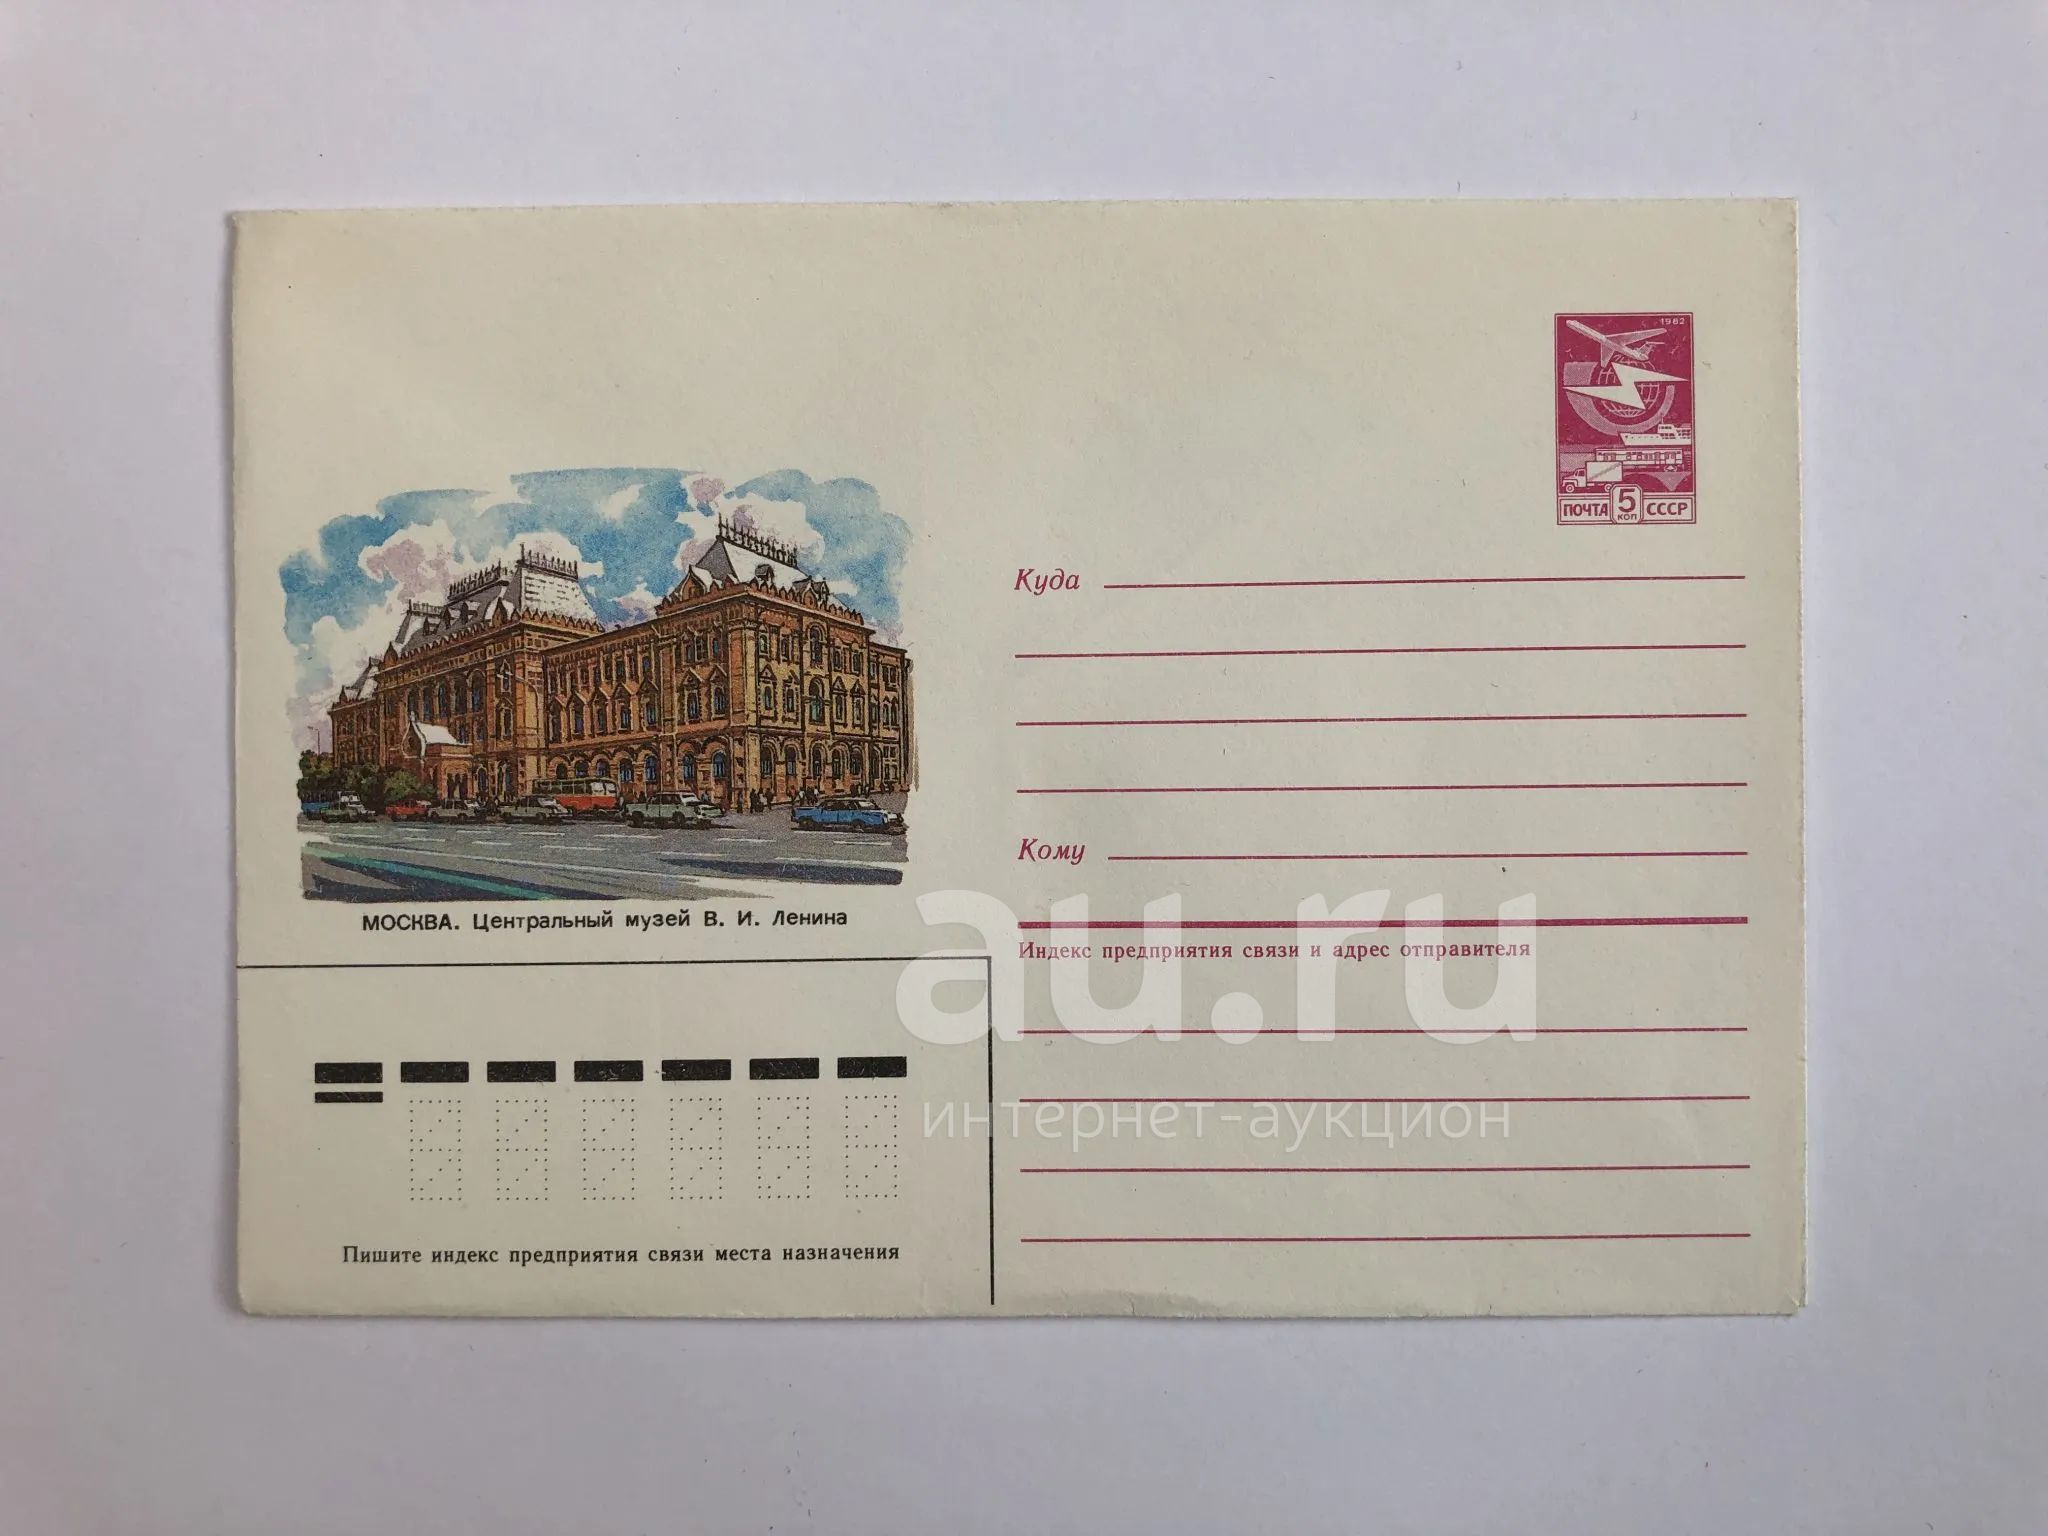 1982
ПОЧТА 5 КОП СССР
Куда
Кому
МОСКВА. Центральный музей В. И. Ленина
Индекс предприятия связи и адрес отправителя
au.ru
интернет-аукцион
Пишите индекс предприятия связи места назначения